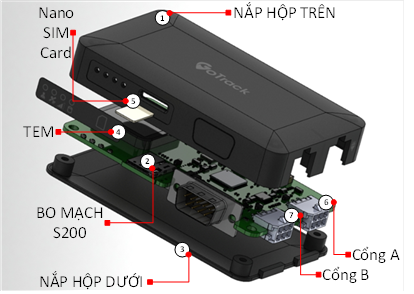 Nano
SIM
Card
1
NẮP HỘP TRÊN
GoTrack
5
4
TEM
2
BO MẠCH
S200
6
7
Cổng A
Cổng B
3
NẮP HỘP DƯỚI